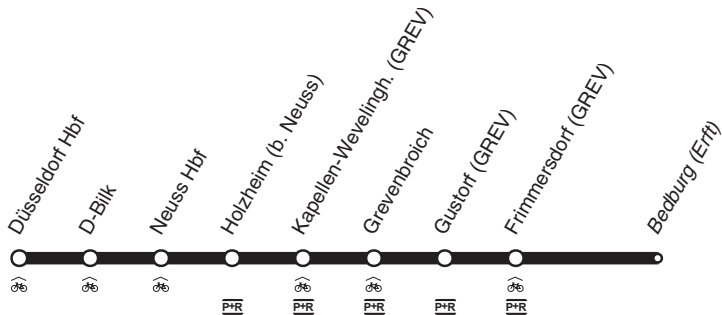 Düsseldorf Hbf
D-Bilk
Neuss Hbf
Holzheim (b. Neuss)
Kapellen-Wevelingh. (GREV)
Grevenbroich
Gustorf (GREV)
Frimmersdorf (GREV)
Bedburg (Erft)
P+R
P+R
P+R
P+R
P+R